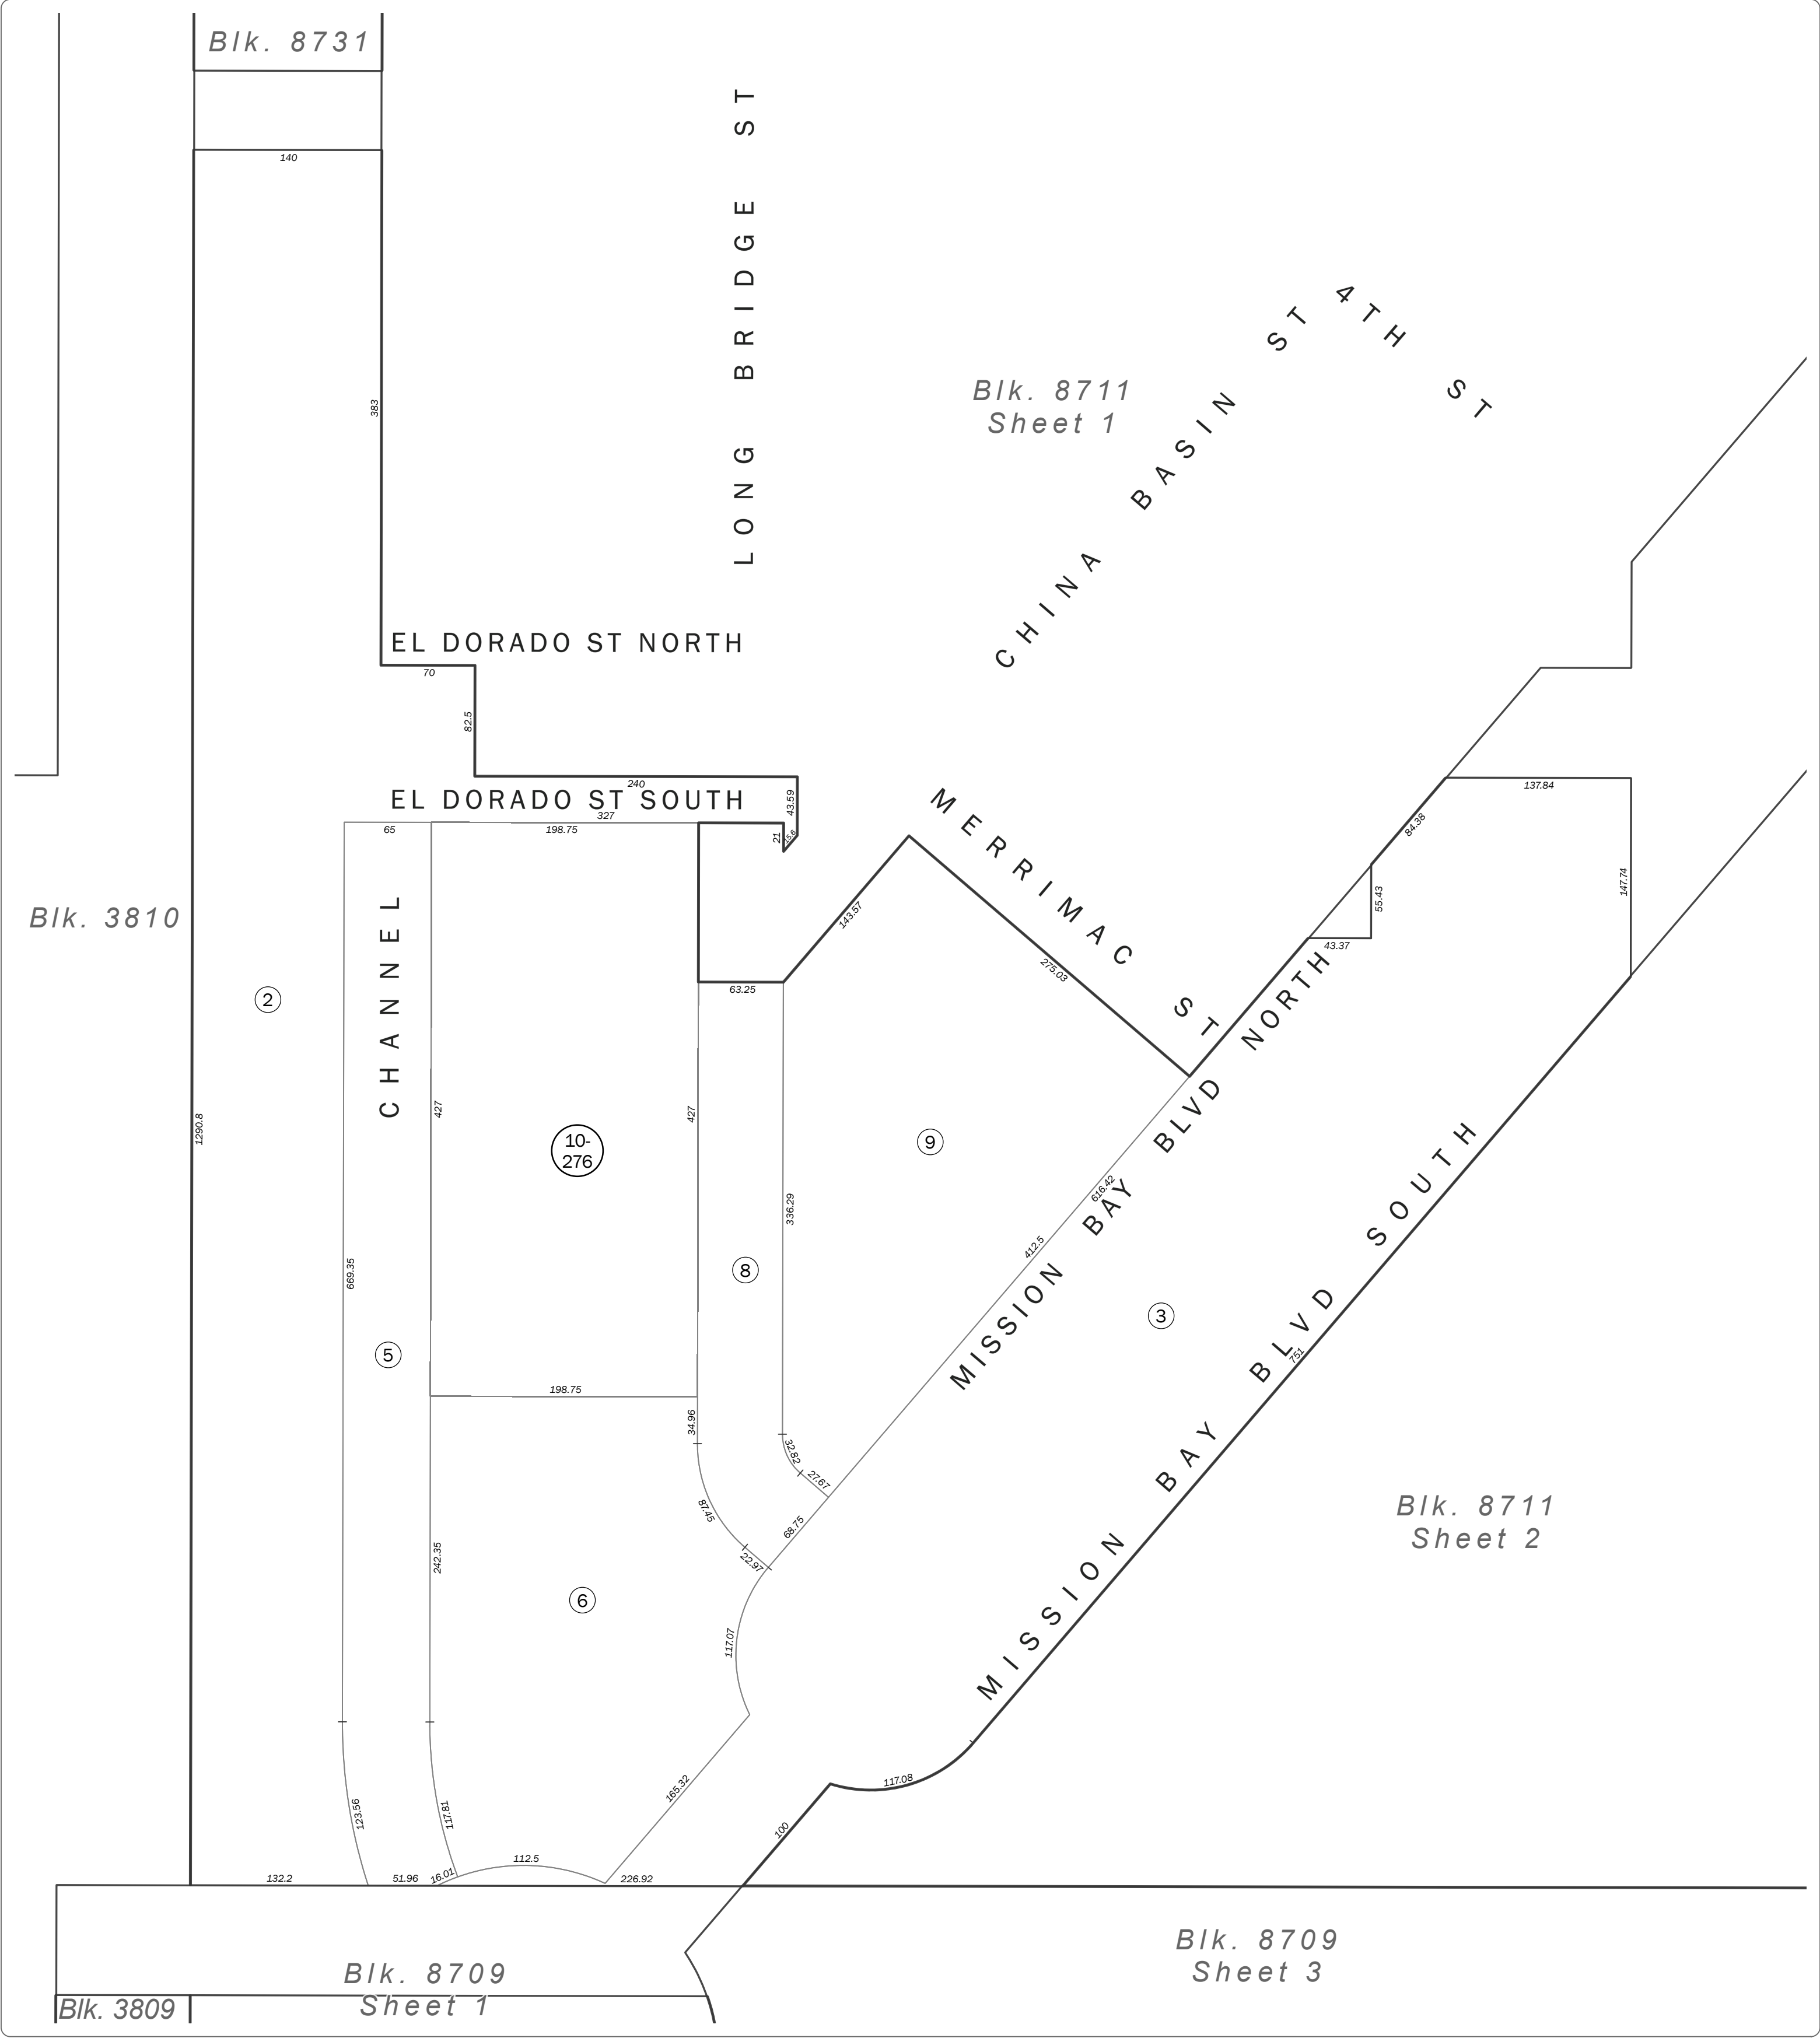 Blk. 8731
140
383
LONG BRIDGE ST
4TH ST
CHINA BASIN ST
Blk. 8711
Sheet 1
EL DORADO ST NORTH
70
82.5
240
EL DORADO ST SOUTH
327
43.59
21
15.6
65
198.75
MERRIMAC ST
137.84
84.38
147.74
55.43
43.37
143.57
275.03
63.25
Blk. 3810
CHANNEL
2
1290.8
427
10-
276
427
9
336.29
8
669.35
5
616.42
412.5
MISSION BAY BLVD NORTH
3
MISSION BAY BLVD SOUTH
751
198.75
34.96
32.82
27.67
87.45
68.75
22.97
242.35
6
117.07
Blk. 8711
Sheet 2
165.32
117.08
100
123.56
117.81
112.5
132.2
51.96
16.01
226.92
Blk. 8709
Sheet 3
Blk. 8709
Sheet 1
Blk. 3809